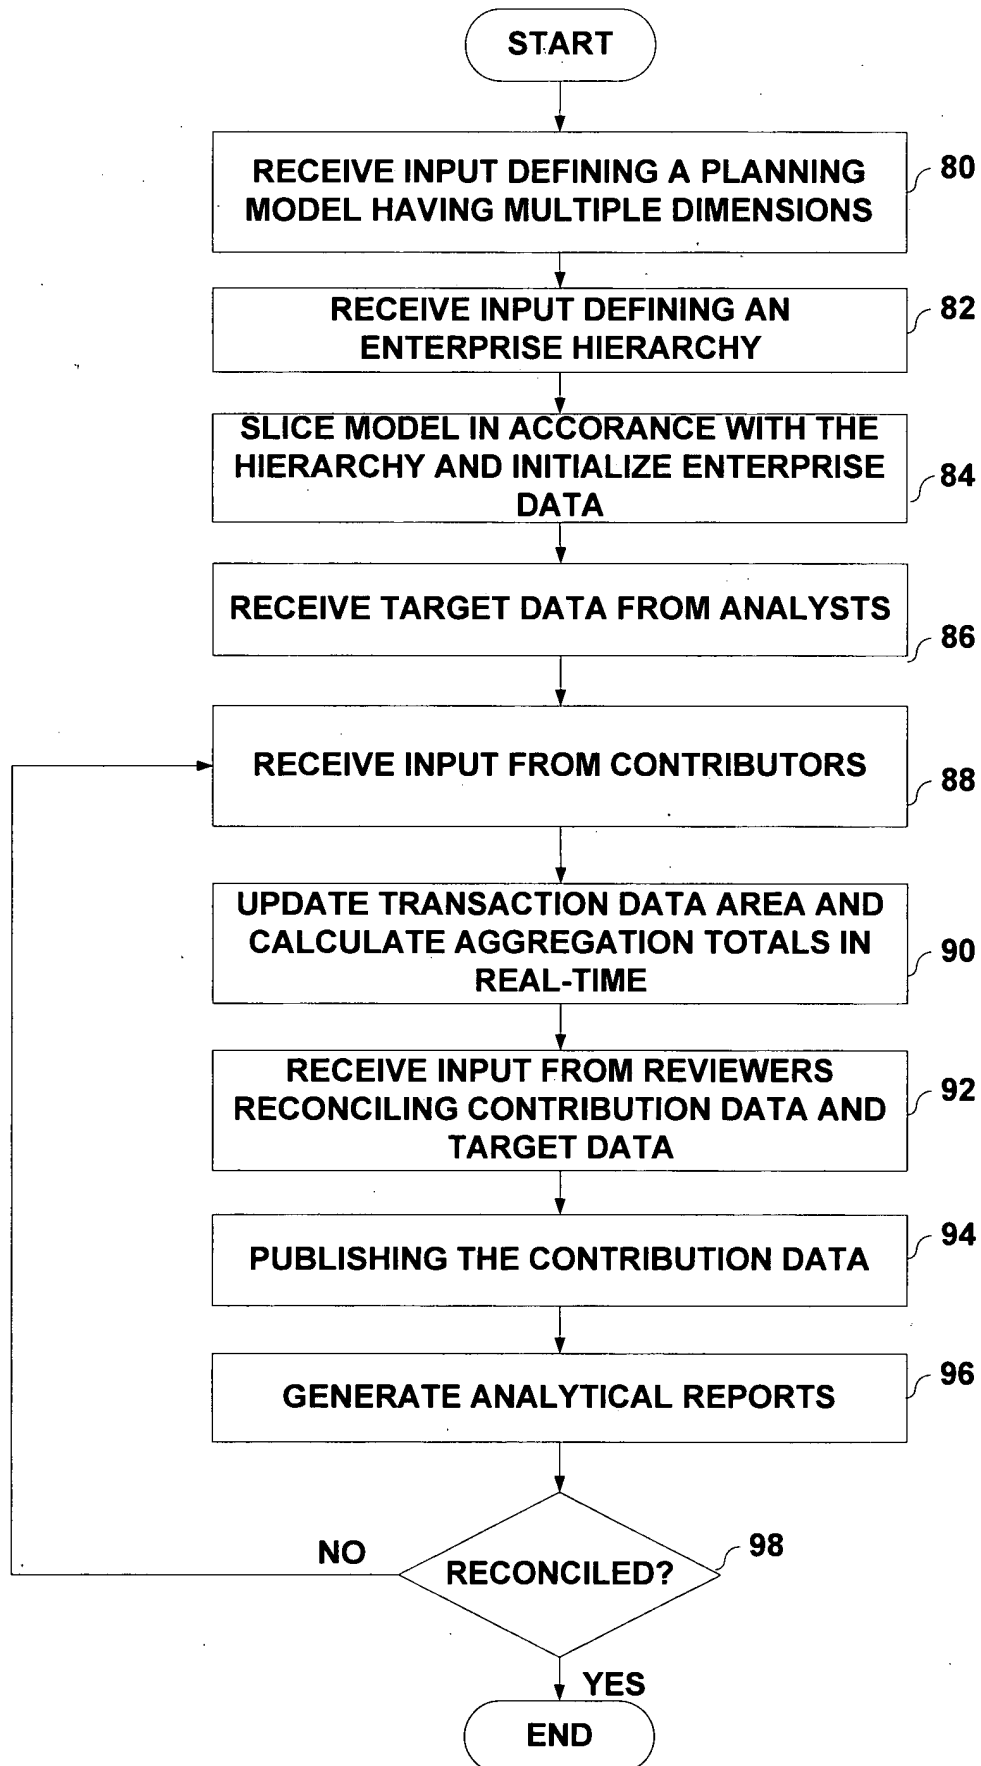 START
RECEIVE INPUT DEFINING A PLANNING
MODEL HAVING MULTIPLE DIMENSIONS
80
RECEIVE INPUT DEFINING AN
ENTERPRISE HIERARCHY
82
SLICE MODEL IN ACCORANCE WITH THE
HIERARCHY AND INITIALIZE ENTERPRISE
DATA
84
RECEIVE TARGET DATA FROM ANALYSTS
86
RECEIVE INPUT FROM CONTRIBUTORS
88
UPDATE TRANSACTION DATA AREA AND
CALCULATE AGGREGATION TOTALS IN
REAL-TIME
90
RECEIVE INPUT FROM REVIEWERS
RECONCILING CONTRIBUTION DATA AND
TARGET DATA
92
PUBLISHING THE CONTRIBUTION DATA
94
GENERATE ANALYTICAL REPORTS
96
NO
RECONCILED?
98
YES
END